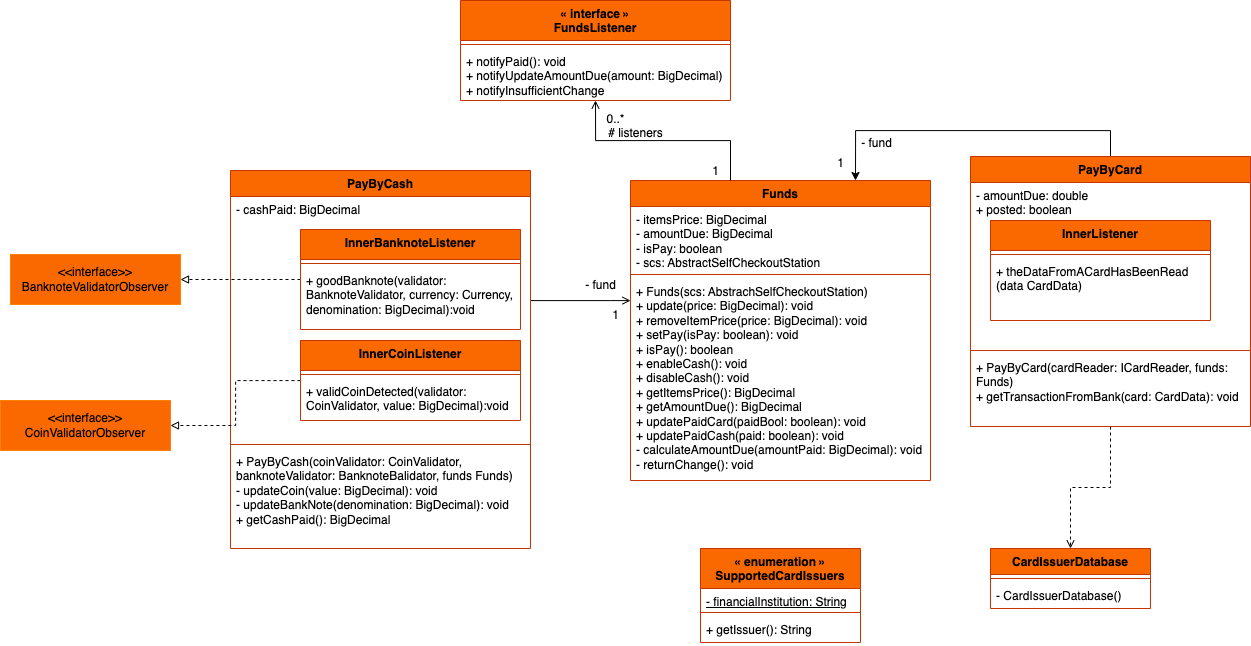 « interface »
FundsListener
+ notifyPaid(): void
+ notifyUpdateAmountDue(amount: BigDecimal)
+ notifyInsufficientChange
0..*
# listeners
1
- fund
1
PayByCash
- cashPaid: BigDecimal
InnerBanknoteListener
+ goodBanknote(validator:
BanknoteValidator, currency: Currency,
denomination: BigDecimal):void
InnerCoinListener
+ validCoinDetected(validator:
CoinValidator, value: BigDecimal):void
+ PayByCash(coinValidator: CoinValidator,
banknoteValidator: BanknoteBalidator, funds Funds)
- updateCoin(value: BigDecimal): void
- updateBankNote(denomination: BigDecimal): void
+ getCashPaid(): BigDecimal
<<interface>>
BanknoteValidatorObserver
<<interface>>
CoinValidatorObserver
- fund
1
Funds
- itemsPrice: BigDecimal
- amountDue: BigDecimal
- isPay: boolean
- scs: AbstractSelfCheckoutStation
+ Funds(scs: AbstrachSelfCheckoutStation)
+ update(price: BigDecimal): void
+ removeItemPrice(price: BigDecimal): void
+ setPay(isPay: boolean): void
+ isPay(): boolean
+ enableCash(): void
+ disableCash(): void
+ getItemsPrice(): BigDecimal
+ getAmountDue(): BigDecimal
+ updatePaidCard(paidBool: boolean): void
+ updatePaidCash(paid: boolean): void
- calculateAmountDue(amountPaid: BigDecimal): void
- returnChange(): void
PayByCard
- amountDue: double
+ posted: boolean
InnerListener
+ theDataFromACardHasBeenRead
(data CardData)
+ PayByCard(cardReader: ICardReader, funds:
Funds)
+ getTransactionFromBank(card: CardData): void
« enumeration »
SupportedCardIssuers
- financialInstitution: String
+ getIssuer(): String
CardIssuerDatabase
- CardIssuerDatabase()